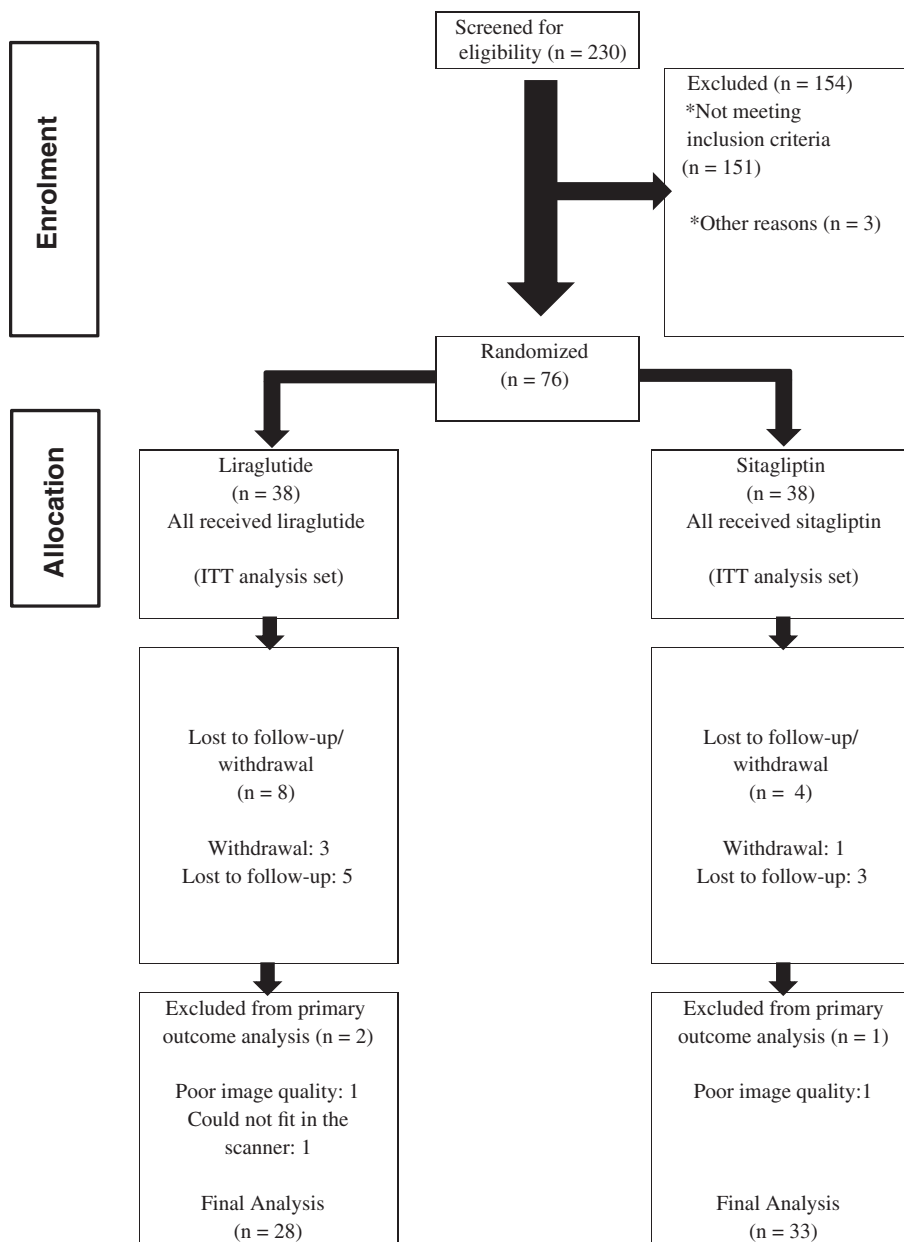 Enrolment
Screened for
eligibility (n = 230)
Excluded (n = 154)
*Not meeting
inclusion criteria
(n = 151)
*Other reasons (n = 3)
Randomized
(n = 76)
Allocation
Liraglutide
(n = 38)
All received liraglutide
(ITT analysis set)
Sitagliptin
(n = 38)
All received sitagliptin
(ITT analysis set)
Lost to follow-up/
withdrawal
(n = 8)
Withdrawal: 3
Lost to follow-up: 5
Lost to follow-up/
withdrawal
(n = 4)
Withdrawal: 1
Lost to follow-up: 3
Excluded from primary
outcome analysis (n = 2)
Poor image quality: 1
Could not fit in the
scanner: 1
Final Analysis
(n = 28)
Excluded from primary
outcome analysis (n = 1)
Poor image quality:1
Final Analysis
(n = 33)